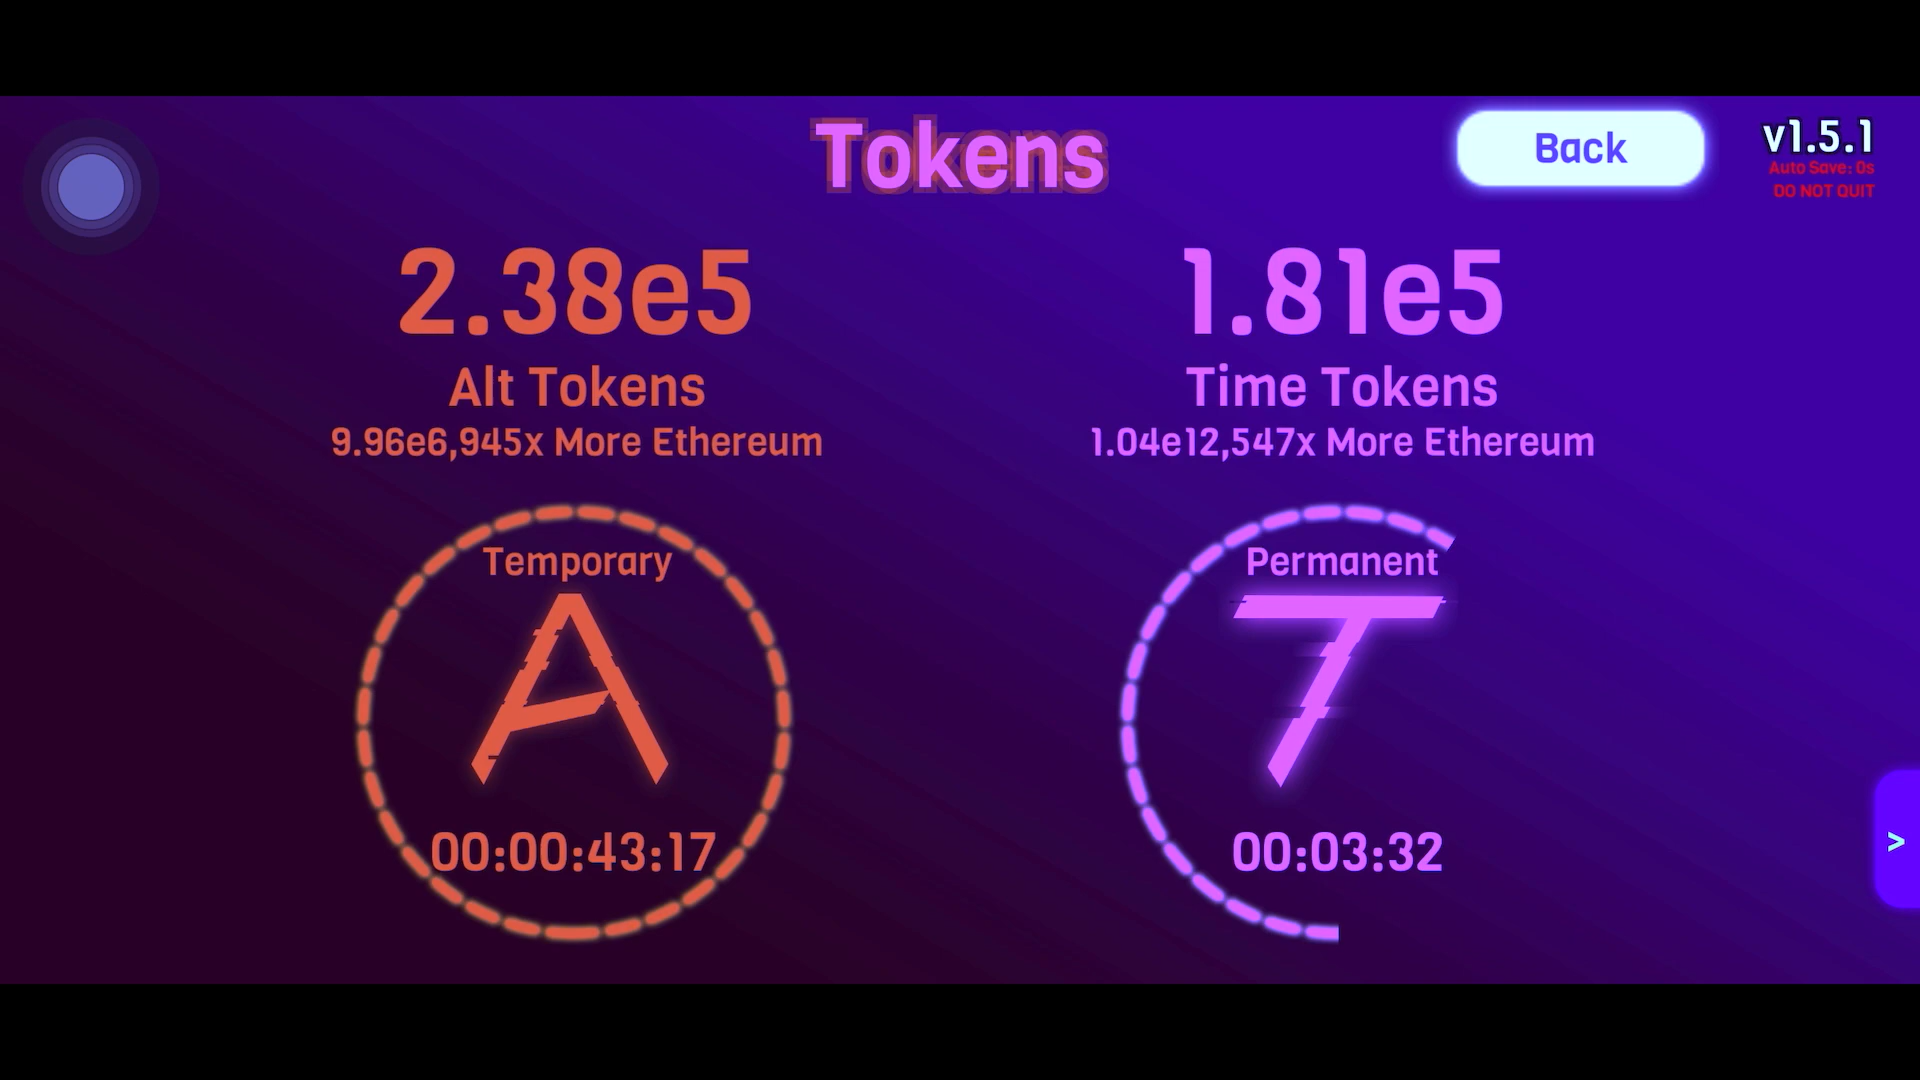 Tokens
Back
v1.5.1
Auto Save: 0s
DO NOT QUIT
2.38e5
Alt Tokens
9.96e6,945x More Ethereum
Temporary
A
00:00:43:17
1.81e5
Time Tokens
1.04e12,547x More Ethereum
Permanent
T
00:03:32
>